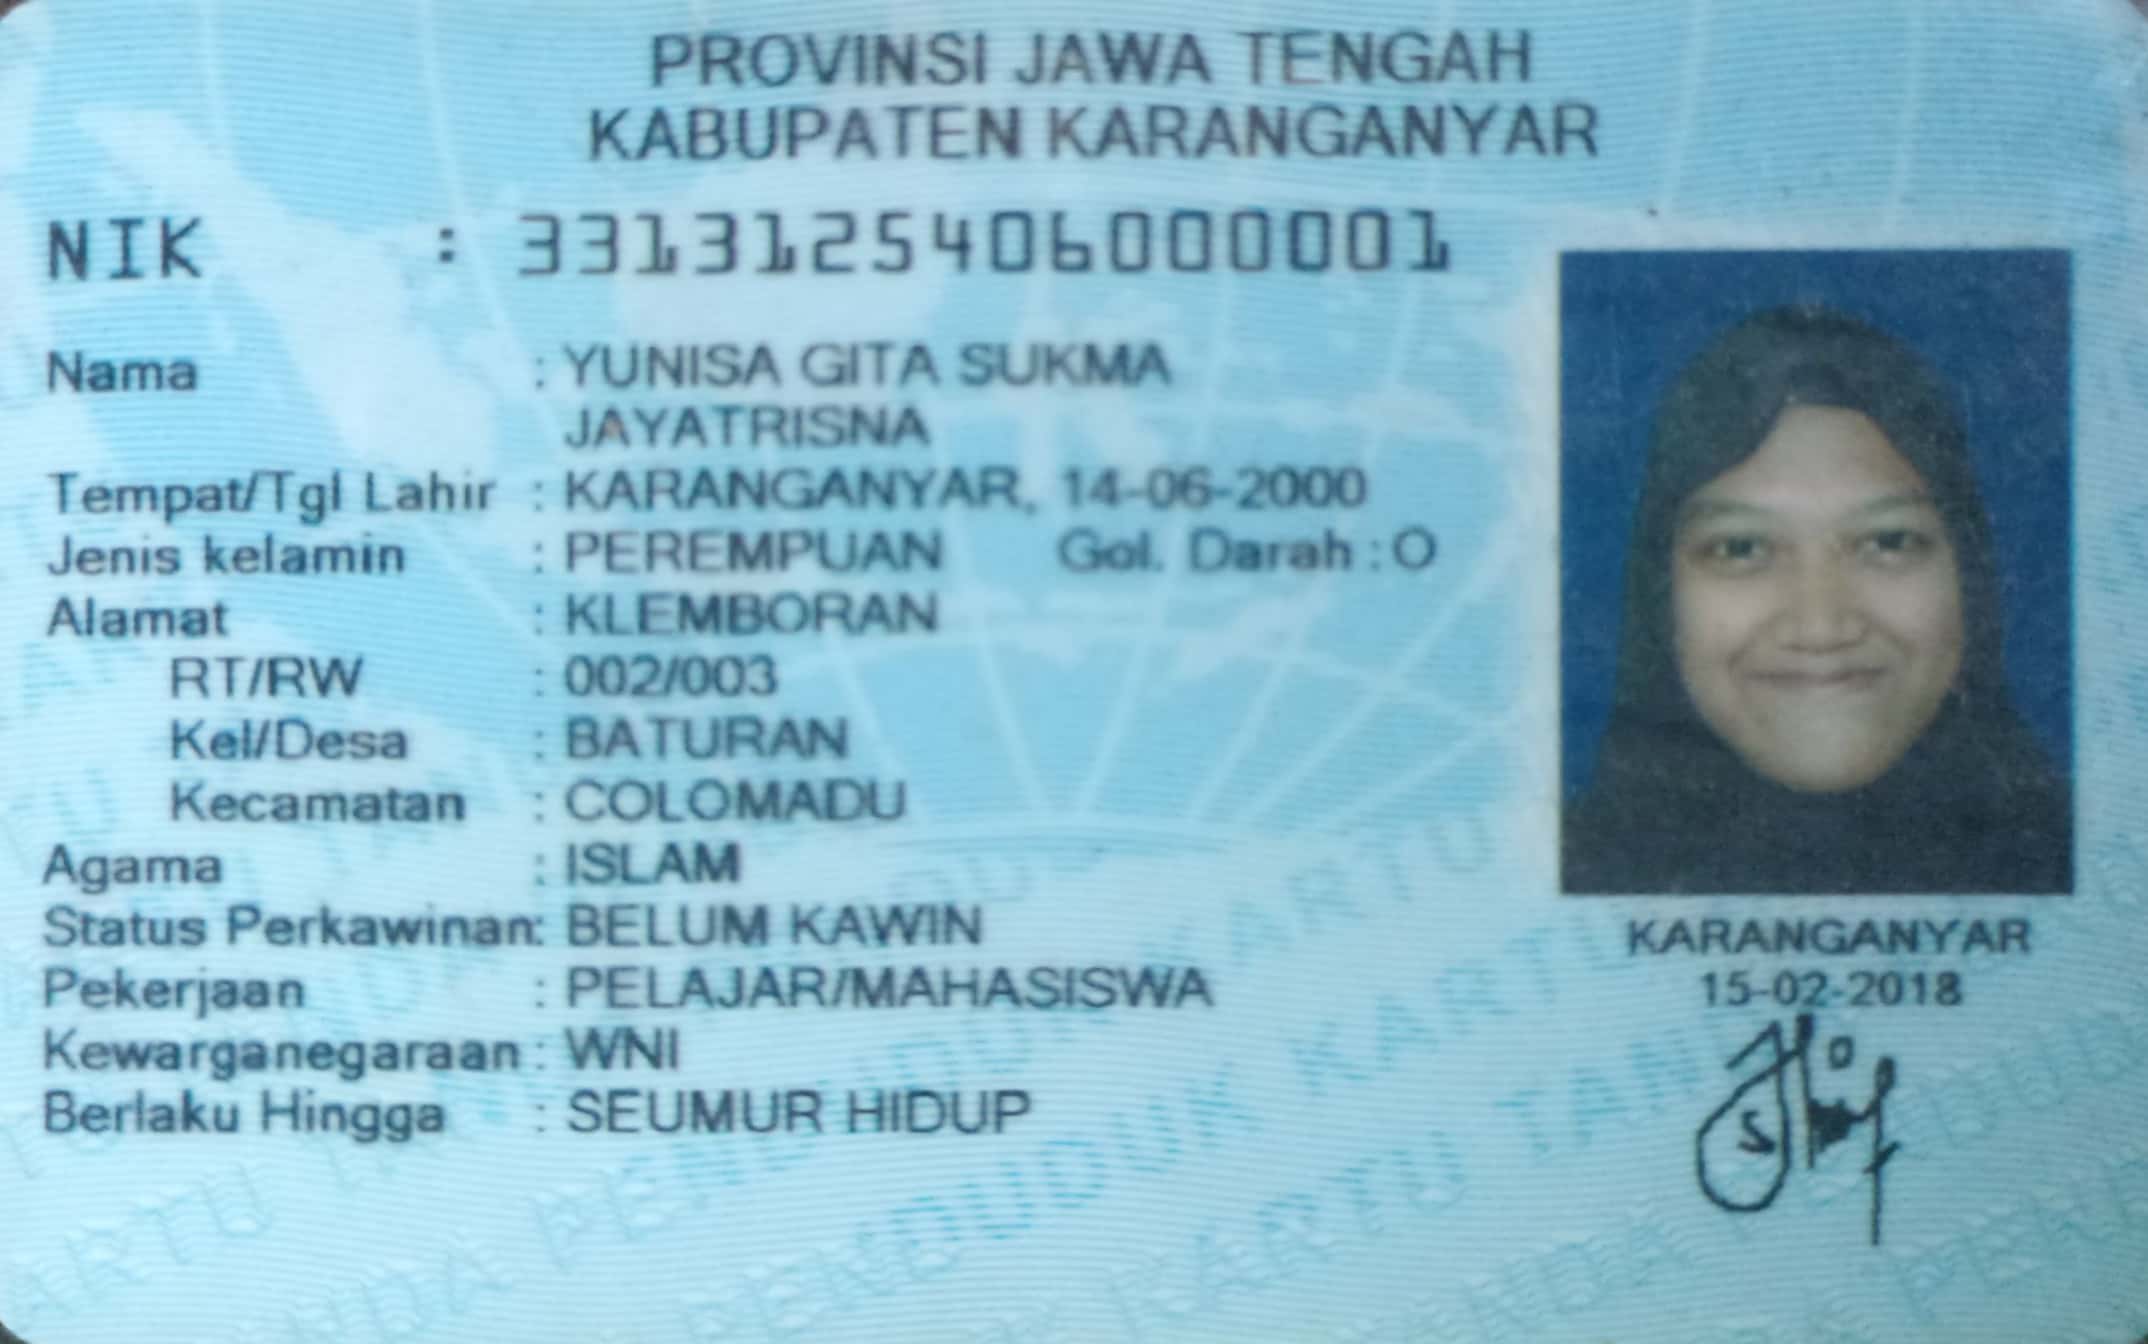 PROVINSI JAWA TENGAH
KABUPATEN KARANGANYAR
NIK : 3313125406000001
Nama : YUNISA GITA SUKMA
JAYATRISNA
Tempat/Tgl Lahir : KARANGANYAR, 14-06-2000
Jenis kelamin : PEREMPUAN Gol. Darah : O
Alamat : KLEMBORAN
RT/RW : 002/003
Kel/Desa : BATURAN
Kecamatan : COLOMADU
Agama : ISLAM
Status Perkawinan: BELUM KAWIN
Pekerjaan : PELAJAR/MAHASISWA
Kewarganegaraan : WNI
Berlaku Hingga : SEUMUR HIDUP
KARANGANYAR
15-02-2018